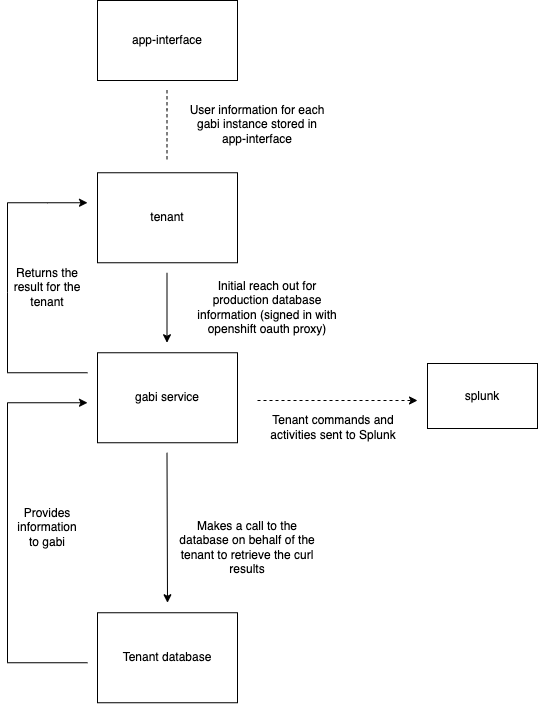 app-interface
User information for each
gabi instance stored in
app-interface
tenant
Returns the
result for the
tenant
Initial reach out for
production database
information (signed in with
openshift oauth proxy)
gabi service
splunk
Tenant commands and
activities sent to Splunk
Provides
information
to gabi
Makes a call to the
database on behalf of the
tenant to retrieve the curl
results
Tenant database